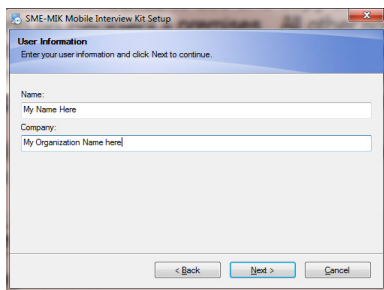 SME-MIK Mobile Interview Kit Setup
User Information
Enter your user information and click Next to continue.
Name:
My Name Here
Company:
My Organization Name here
< Back
Next >
Cancel